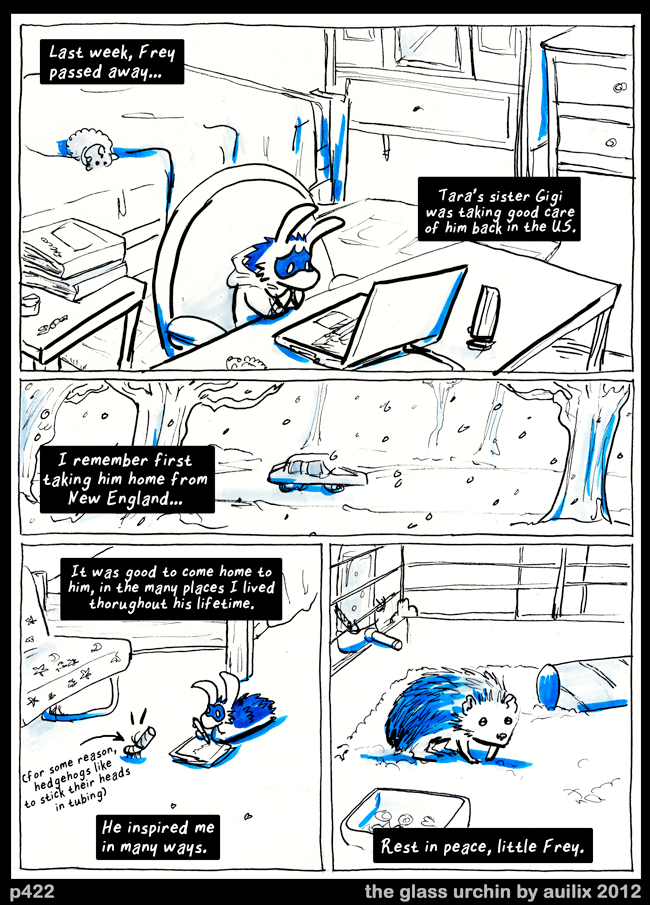 Last week, Frey
passed away...
Tara's sister Gigi
was taking good care
of him back in the U.S.
I remember first
taking him home from
New England...
It was good to come home to
him, in the many places I lived
thorughout his lifetime.
(For some reason,
hedgehogs like
to stick their heads
in tubing)
He inspired me
in many ways.
Rest in peace, little Frey.
p422
the glass urchin by auilix 2012